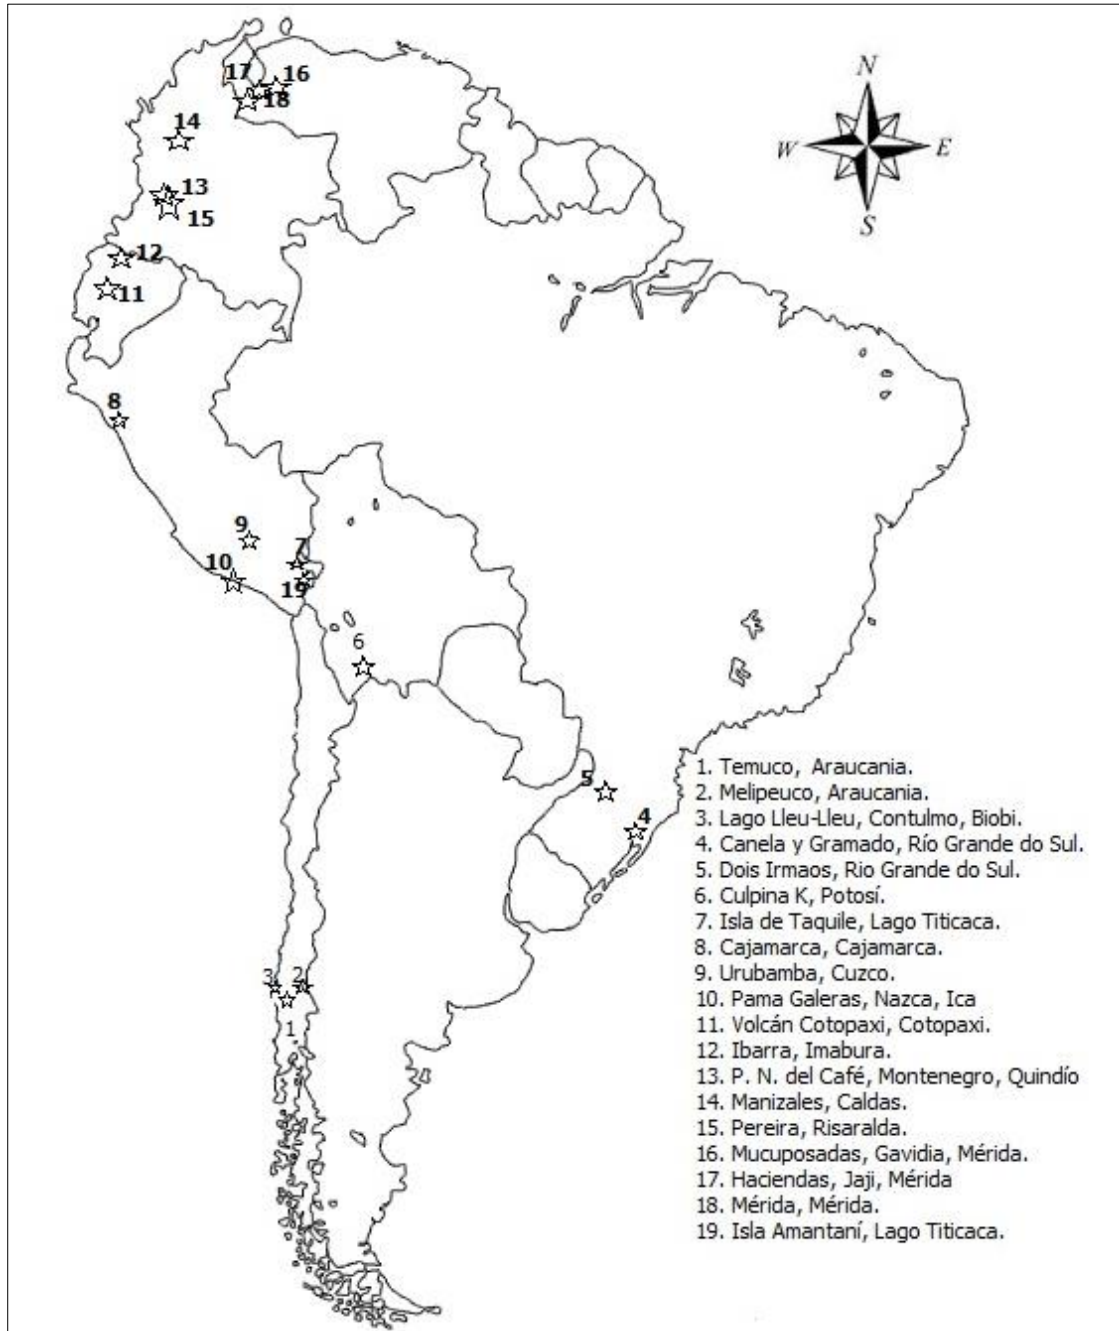 N
W E
S
17 16
18
14
13
15
12
11
8
9
7
10
19
6
5
4
3 2
1
1. Temuco, Araucania.
2. Melipeuco, Araucania.
3. Lago Lleu-Lleu, Contulmo, Biobi.
4. Canela y Gramado, Río Grande do Sul.
5. Dois Irmaos, Rio Grande do Sul.
6. Culpina K, Potosí.
7. Isla de Taquile, Lago Titicaca.
8. Cajamarca, Cajamarca.
9. Urubamba, Cuzco.
10. Pama Galeras, Nazca, Ica
11. Volcán Cotopaxi, Cotopaxi.
12. Ibarra, Imabura.
13. P. N. del Café, Montenegro, Quindío
14. Manizales, Caldas.
15. Pereira, Risaralda.
16. Mucuposadas, Gavidia, Mérida.
17. Haciendas, Jaji, Mérida
18. Mérida, Mérida.
19. Isla Amantaní, Lago Titicaca.